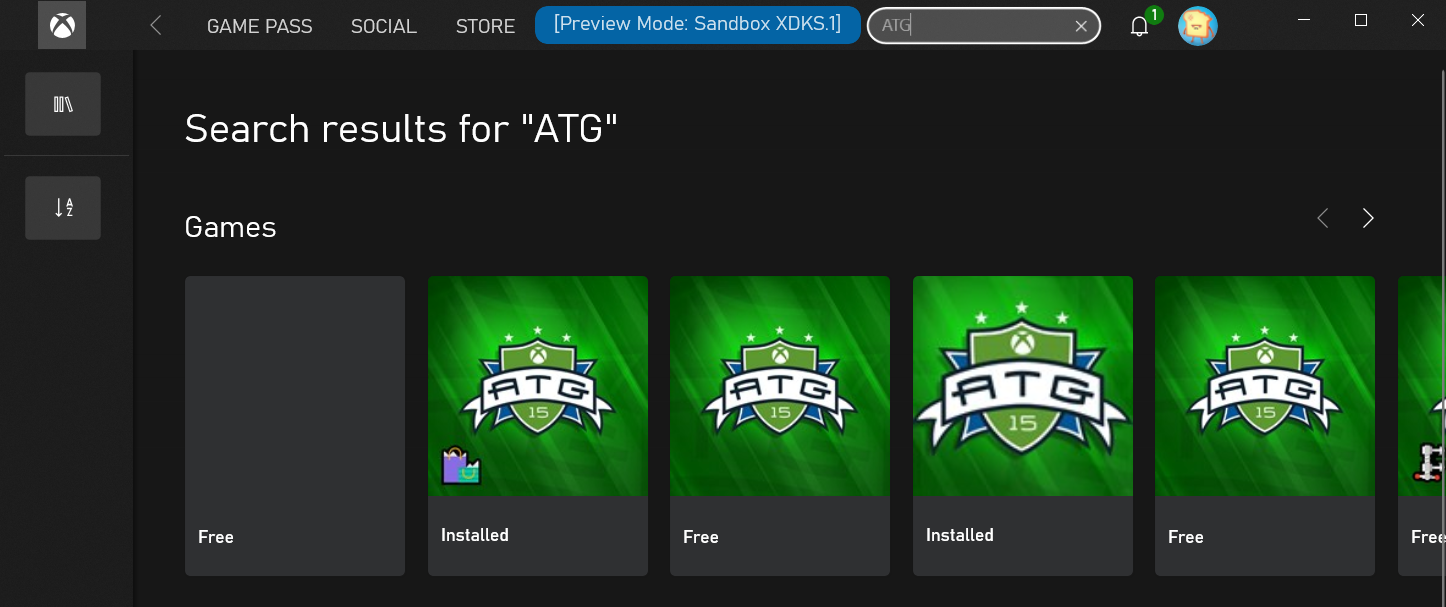 GAME PASS SOCIAL STORE [Preview Mode: Sandbox XDKS.1] ATG 1
A
Z
Search results for "ATG"
Games
ATG
15
ATG
15
ATG
15
ATG
15
Free Installed Free Installed Free Free